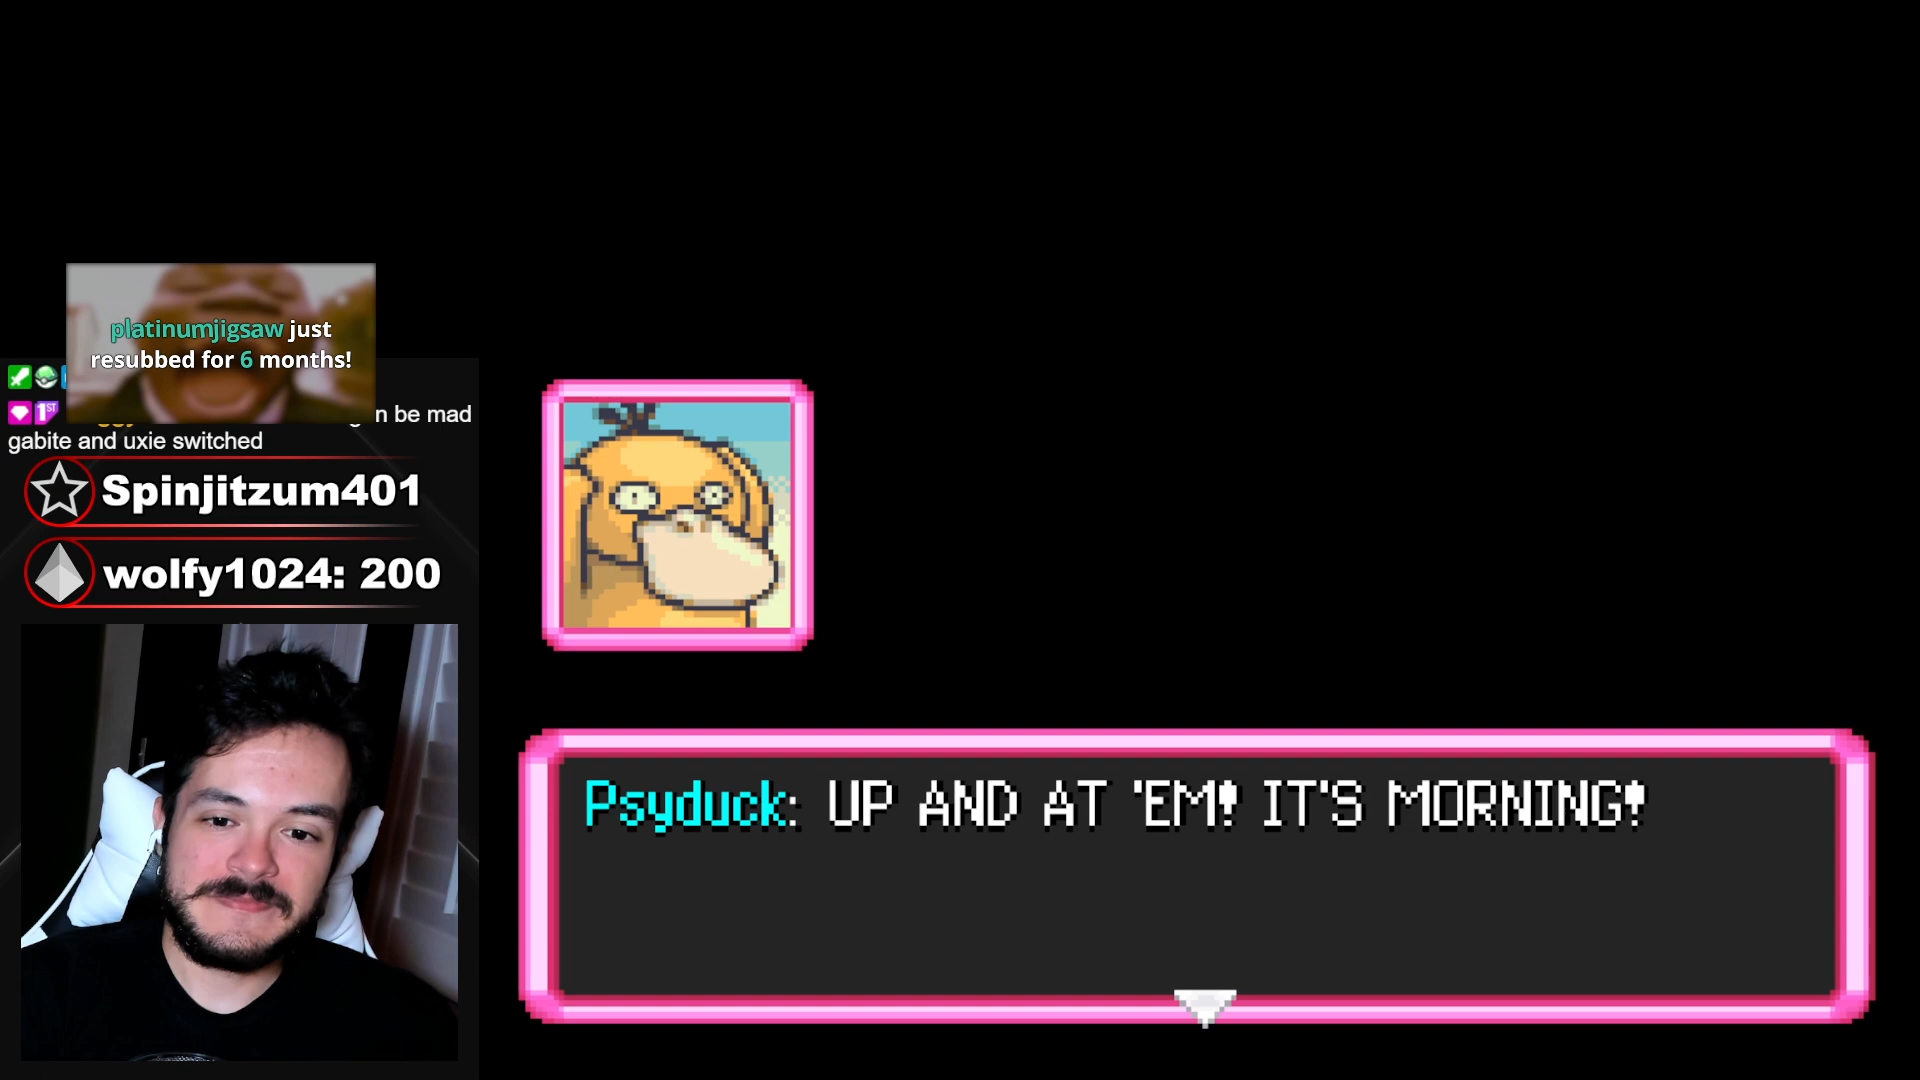 platinumjigsaw just
resubbed for 6 months!
1ST
n be mad
gabite and uxie switched
Spinjitzum401
wolfy1024: 200
Psyduck: UP AND AT 'EM! IT'S MORNING!